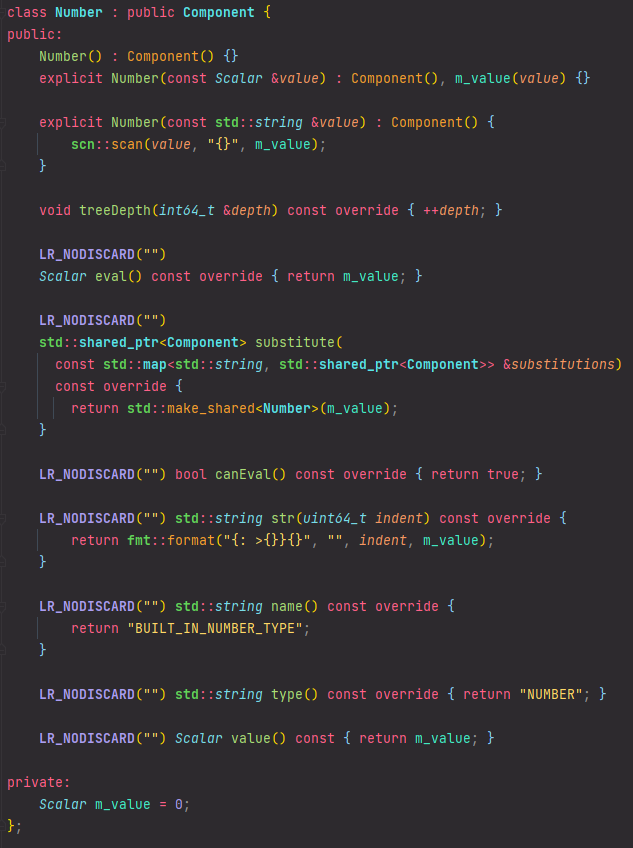 class Number : public Component {
public:
    Number() : Component() {}
    explicit Number(const Scalar &value) : Component(), m_value(value) {}

    explicit Number(const std::string &value) : Component() {
        scn::scan(value, "{}", m_value);
    }

    void treeDepth(int64_t &depth) const override { ++depth; }

    LR_NODISCARD("")
    Scalar eval() const override { return m_value; }

    LR_NODISCARD("")
    std::shared_ptr<Component> substitute(
      const std::map<std::string, std::shared_ptr<Component>> &substitutions)
      const override {
        return std::make_shared<Number>(m_value);
    }

    LR_NODISCARD("") bool canEval() const override { return true; }

    LR_NODISCARD("") std::string str(uint64_t indent) const override {
        return fmt::format("{: >{}}{}", "", indent, m_value);
    }

    LR_NODISCARD("") std::string name() const override {
        return "BUILT_IN_NUMBER_TYPE";
    }

    LR_NODISCARD("") std::string type() const override { return "NUMBER"; }

    LR_NODISCARD("") Scalar value() const { return m_value; }

private:
    Scalar m_value = 0;
};